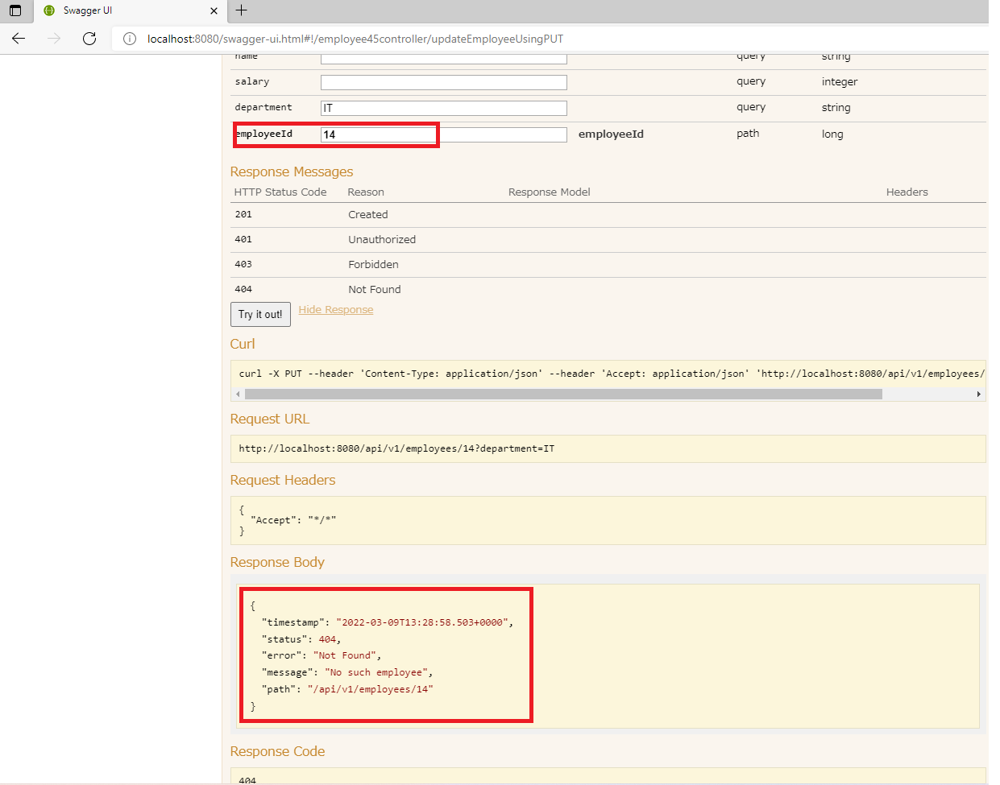 Swagger UI
localhost:8080/swagger-ui.html#!/employee45controller/updateEmployeeUsingPUT
name query string
salary query integer
department IT query string
employeeId 14 employeeId path long
Response Messages
HTTP Status Code Reason Response Model Headers
201 Created
401 Unauthorized
403 Forbidden
404 Not Found
Try it out! Hide Response
Curl
curl -X PUT --header 'Content-Type: application/json' --header 'Accept: application/json' 'http://localhost:8080/api/v1/employees/
Request URL
http://localhost:8080/api/v1/employees/14?department=IT
Request Headers
{
"Accept": "*/*"
}
Response Body
{
"timestamp": "2022-03-09T13:28:58.503+0000",
"status": 404,
"error": "Not Found",
"message": "No such employee",
"path": "/api/v1/employees/14"
}
Response Code
404